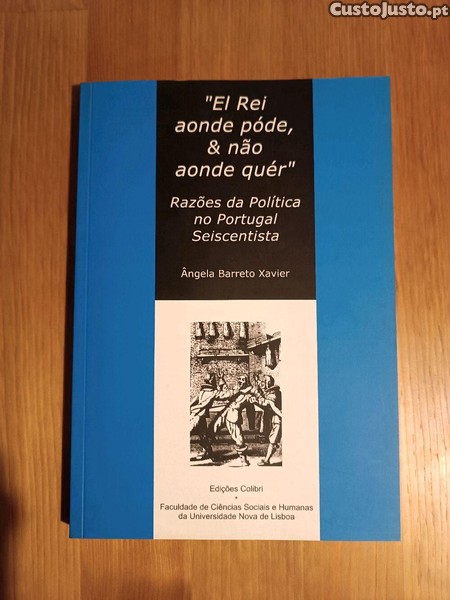 CustoJusto.pt
"El Rei
aonde póde,
& não
aonde quér"
Razões da Política
no Portugal
Seiscentista
Ângela Barreto Xavier
Edições Colibri
•
Faculdade de Ciências Sociais e Humanas
da Universidade Nova de Lisboa